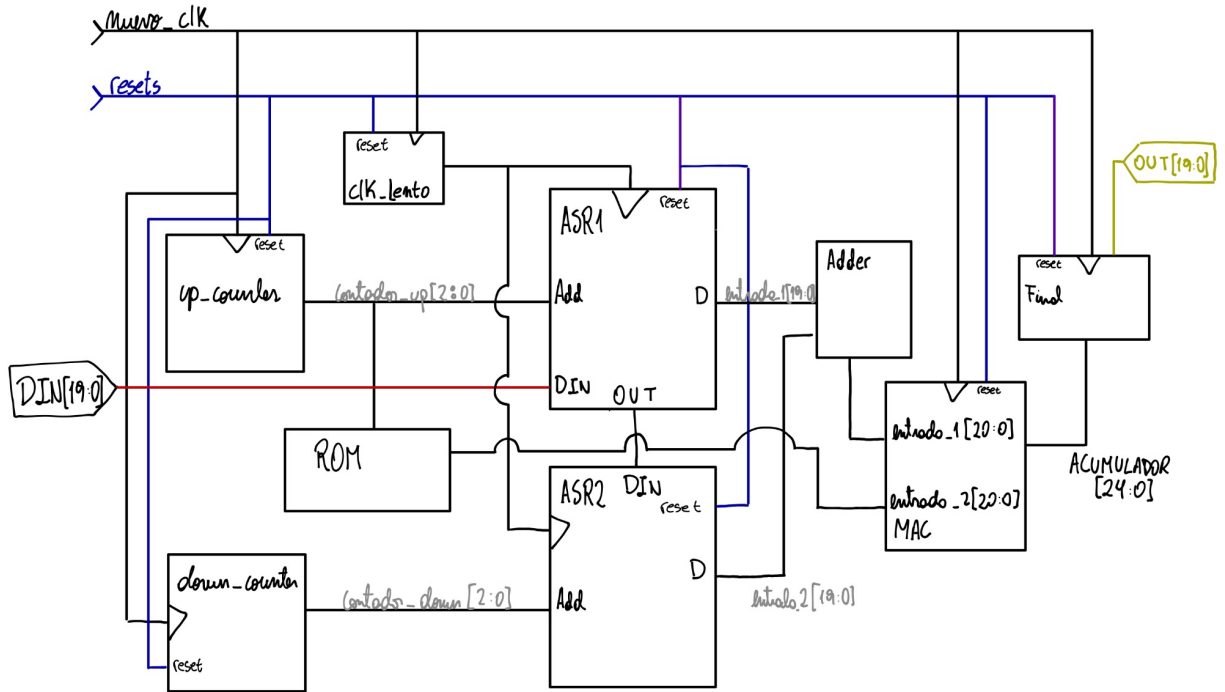 nuevo_clk
resets
reset
clk_lento
OUT[19:0]
ASR1
reset
reset
up_counter
contador_up[2:0]
Add
D
entrada_1[19:0]
Adder
reset
Final
DIN[19:0]
DIN
OUT
reset
entrada_1[20:0]
ROM
ACUMULADOR
[24:0]
ASR2
DIN
reset
entrada_2[20:0]
MAC
down_counter
D
contador_down[2:0]
Add
entrada_2[19:0]
reset